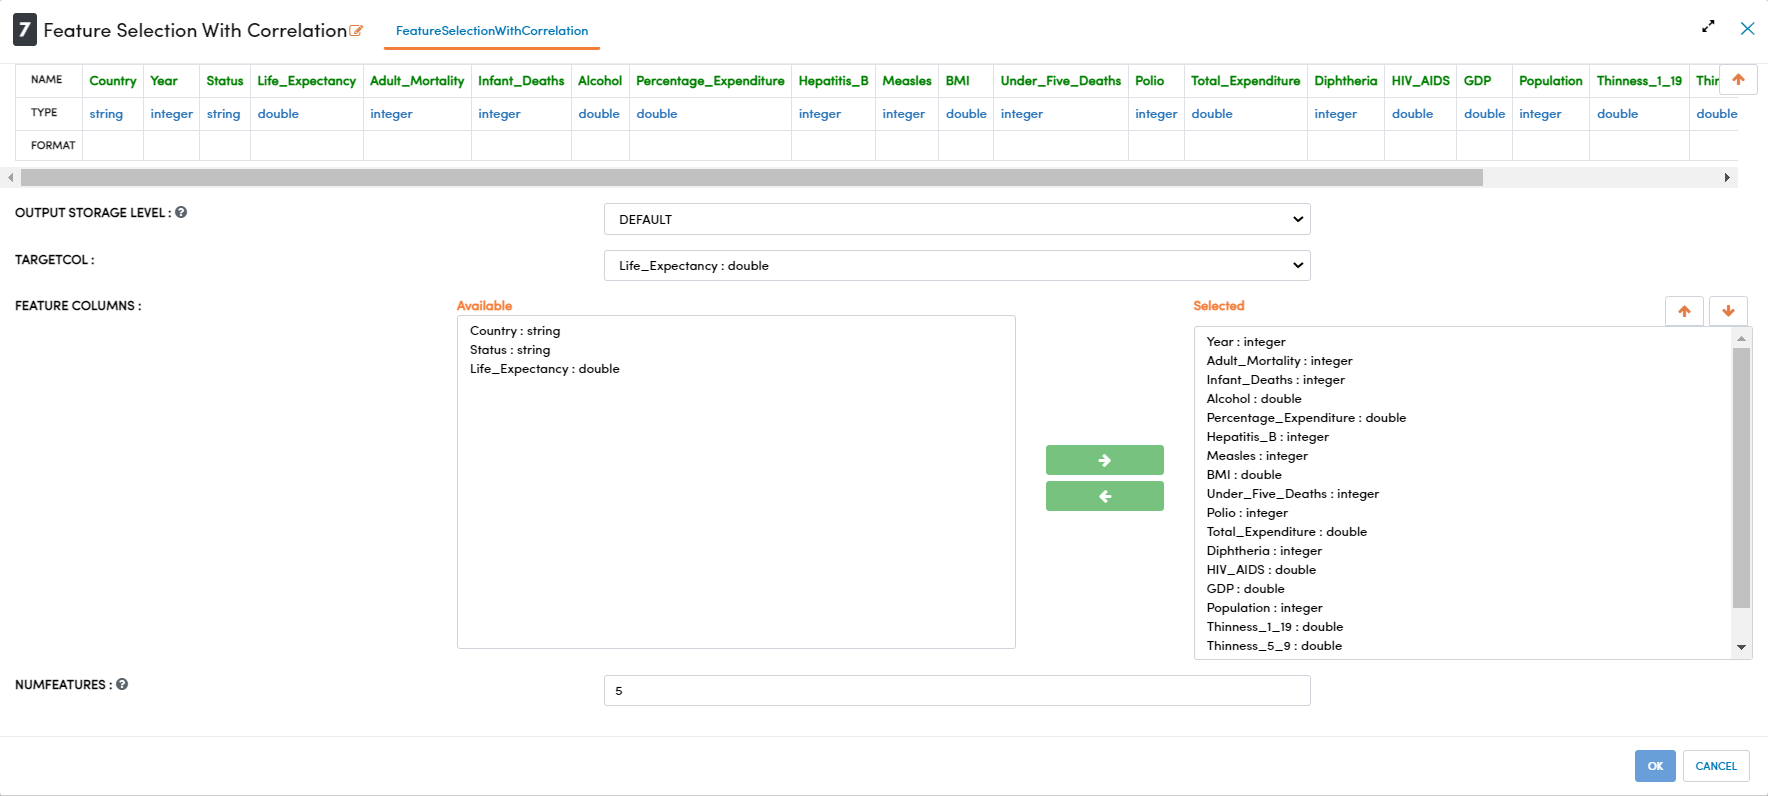 7 Feature Selection With Correlation FeatureSelectionWithCorrelation
NAME Country Year Status Life_Expectancy Adult_Mortality Infant_Deaths Alcohol Percentage_Expenditure Hepatitis_B Measles BMI Under_Five_Deaths Polio Total_Expenditure Diphtheria HIV_AIDS GDP Population Thinness_1_19 Thin
TYPE string integer string double integer integer double double integer integer double integer integer double integer double double integer double double
FORMAT
OUTPUT STORAGE LEVEL : ?
DEFAULT
TARGETCOL :
Life_Expectancy : double
FEATURE COLUMNS :
Available
Country : string
Status : string
Life_Expectancy : double
Selected
Year : integer
Adult_Mortality : integer
Infant_Deaths : integer
Alcohol : double
Percentage_Expenditure : double
Hepatitis_B : integer
Measles : integer
BMI : double
Under_Five_Deaths : integer
Polio : integer
Total_Expenditure : double
Diphtheria : integer
HIV_AIDS : double
GDP : double
Population : integer
Thinness_1_19 : double
Thinness_5_9 : double
NUMFEATURES : ?
5
OK CANCEL